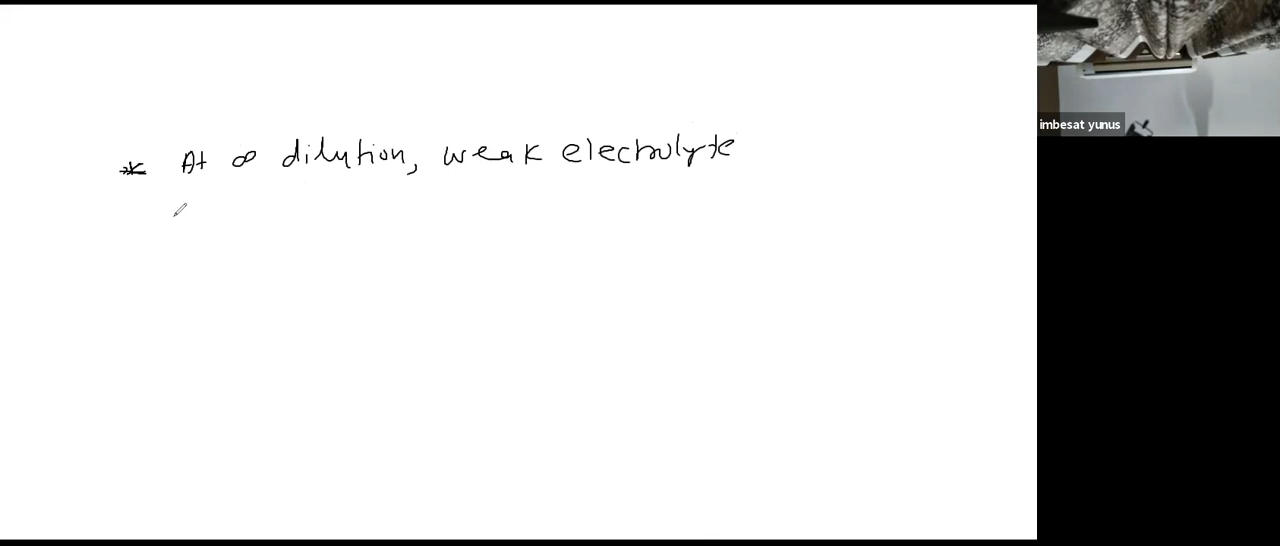 * At ∞ dilution, weak electrolyte
imbesat yunus